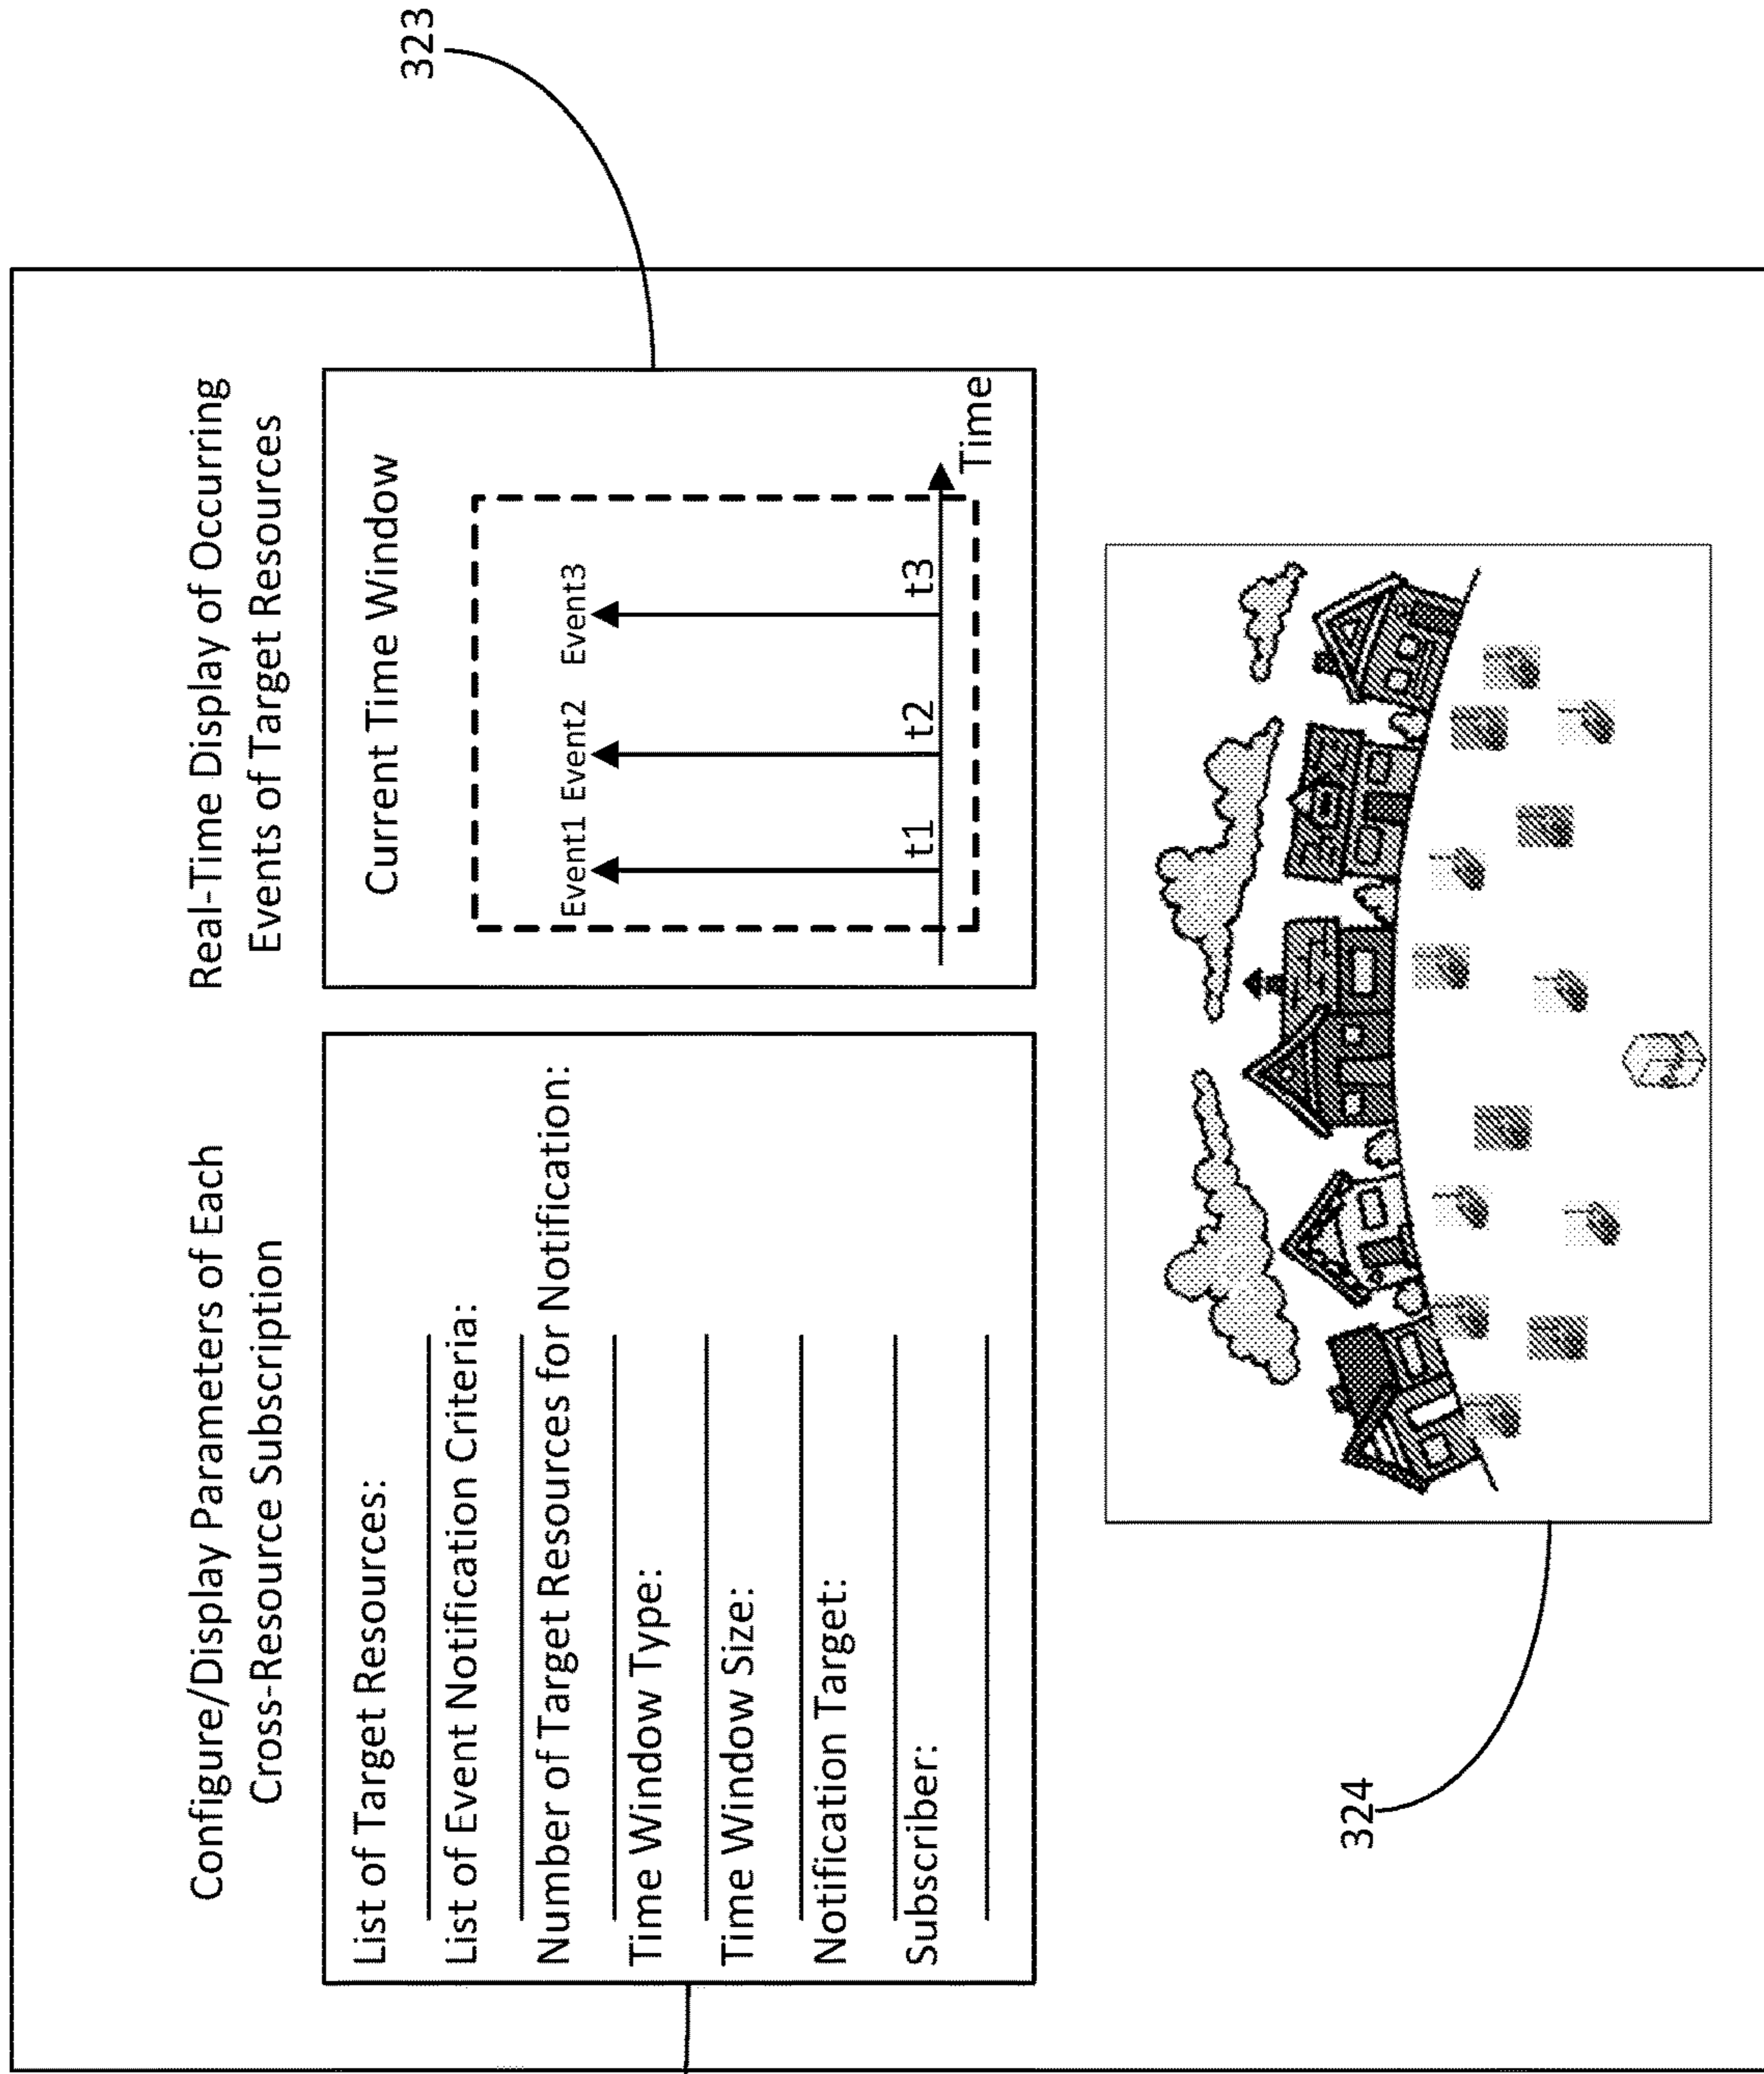 Configure/Display Parameters of Each
Cross-Resource Subscription
List of Target Resources:
List of Event Notification Criteria:
Number of Target Resources for Notification:
Time Window Type:
Time Window Size:
Notification Target:
Subscriber:
Real-Time Display of Occurring
Events of Target Resources
Current Time Window
Event1 Event2 Event3
t1 t2 t3
Time
323
324